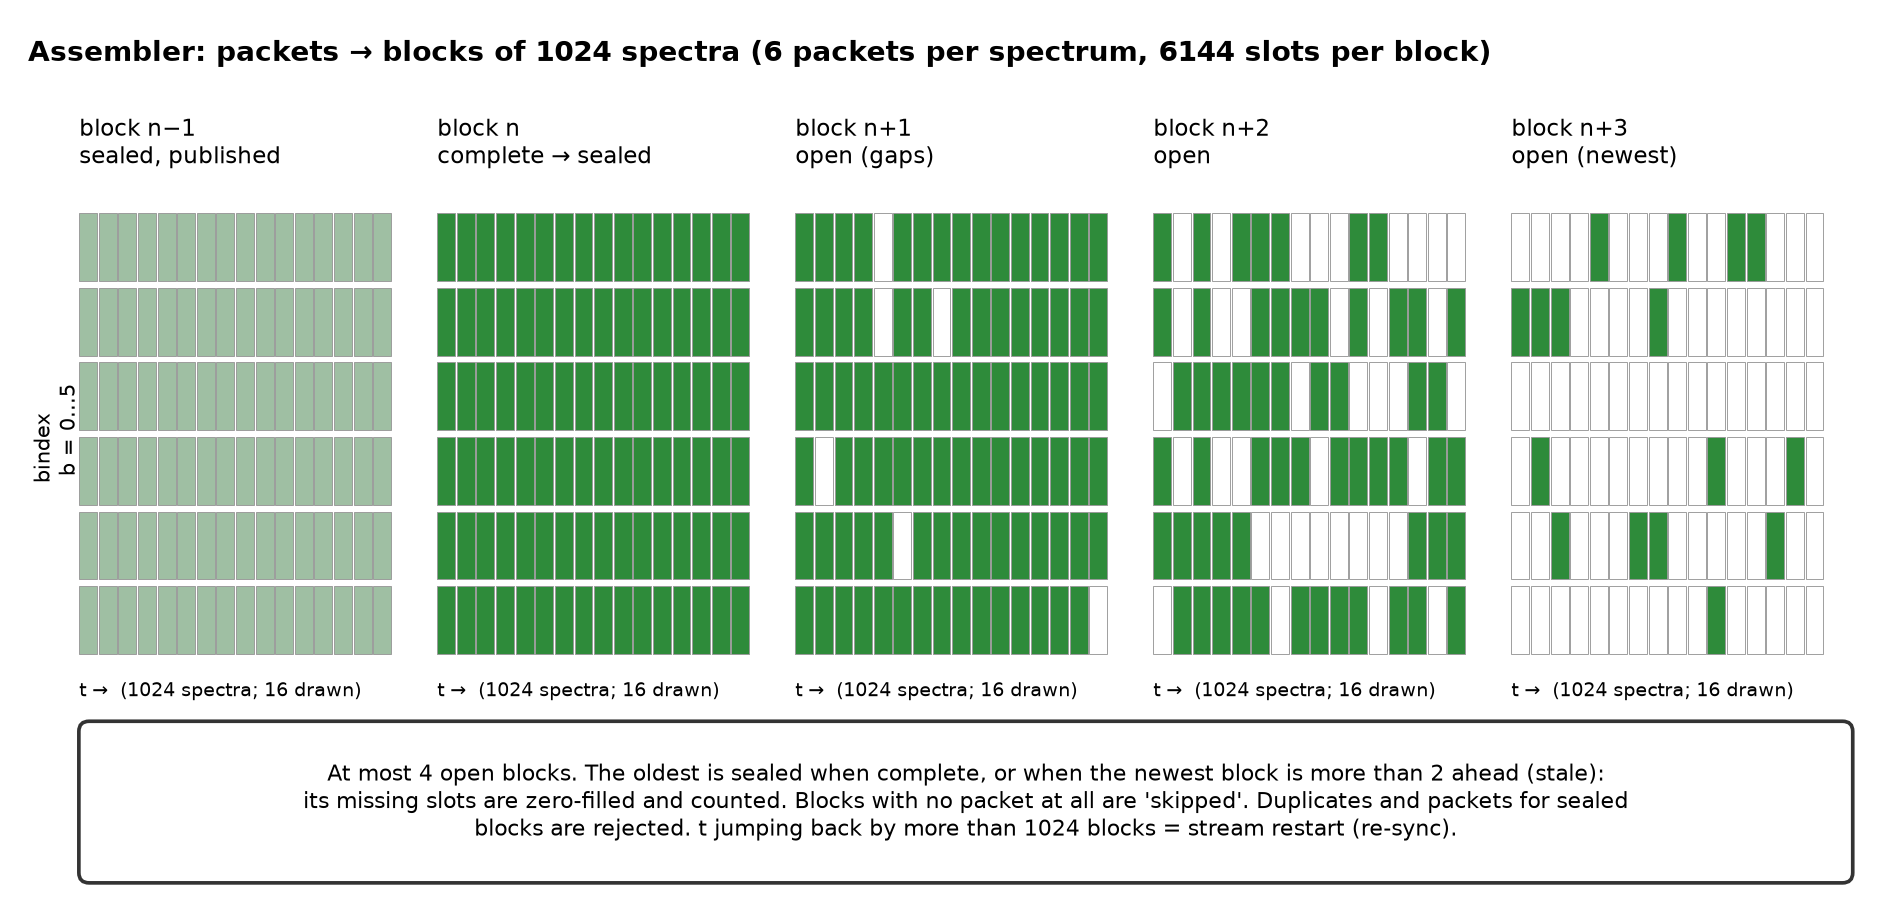 Assembler: packets → blocks of 1024 spectra (6 packets per spectrum, 6144 slots per block)
block n−1
sealed, published
block n
complete → sealed
block n+1
open (gaps)
block n+2
open
block n+3
open (newest)
bindex
b = 0…5
t → (1024 spectra; 16 drawn)
t → (1024 spectra; 16 drawn)
t → (1024 spectra; 16 drawn)
t → (1024 spectra; 16 drawn)
t → (1024 spectra; 16 drawn)
At most 4 open blocks. The oldest is sealed when complete, or when the newest block is more than 2 ahead (stale):
its missing slots are zero-filled and counted. Blocks with no packet at all are 'skipped'. Duplicates and packets for sealed
blocks are rejected. t jumping back by more than 1024 blocks = stream restart (re-sync).